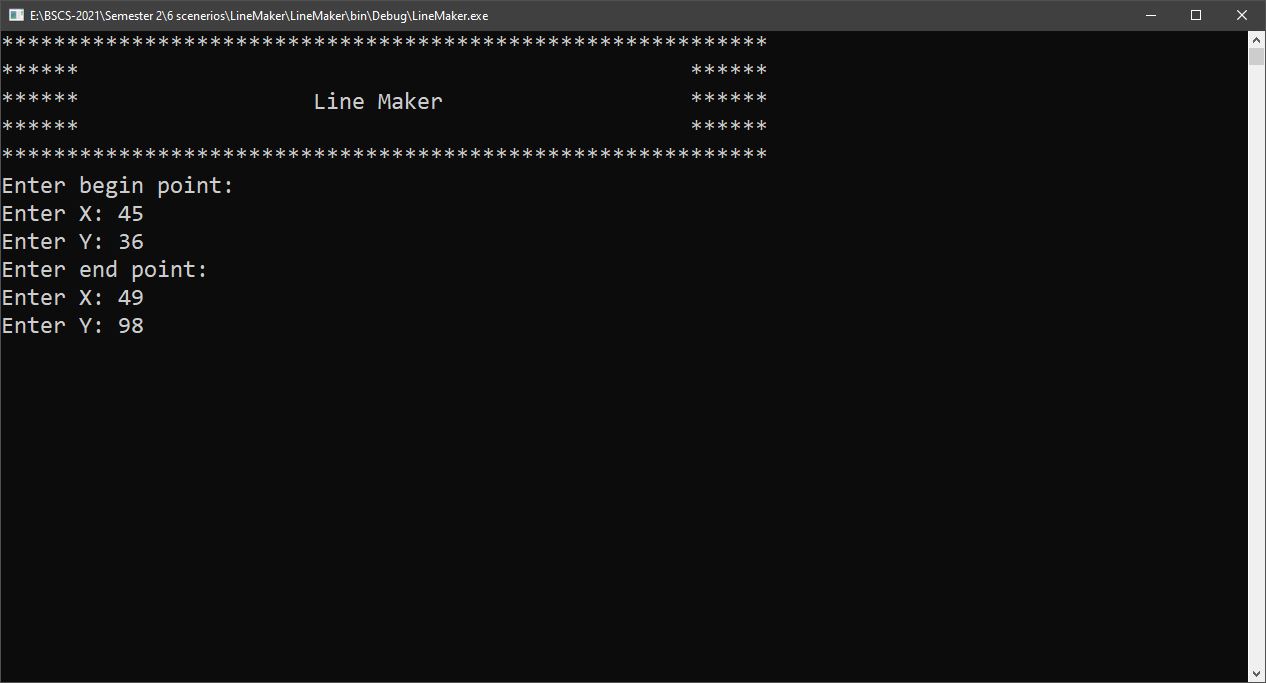 E:\BSCS-2021\Semester 2\6 scenerios\LineMaker\LineMaker\bin\Debug\LineMaker.exe
***********************************************************
******                                               ******
******                  Line Maker                   ******
******                                               ******
***********************************************************
Enter begin point:
Enter X: 45
Enter Y: 36
Enter end point:
Enter X: 49
Enter Y: 98